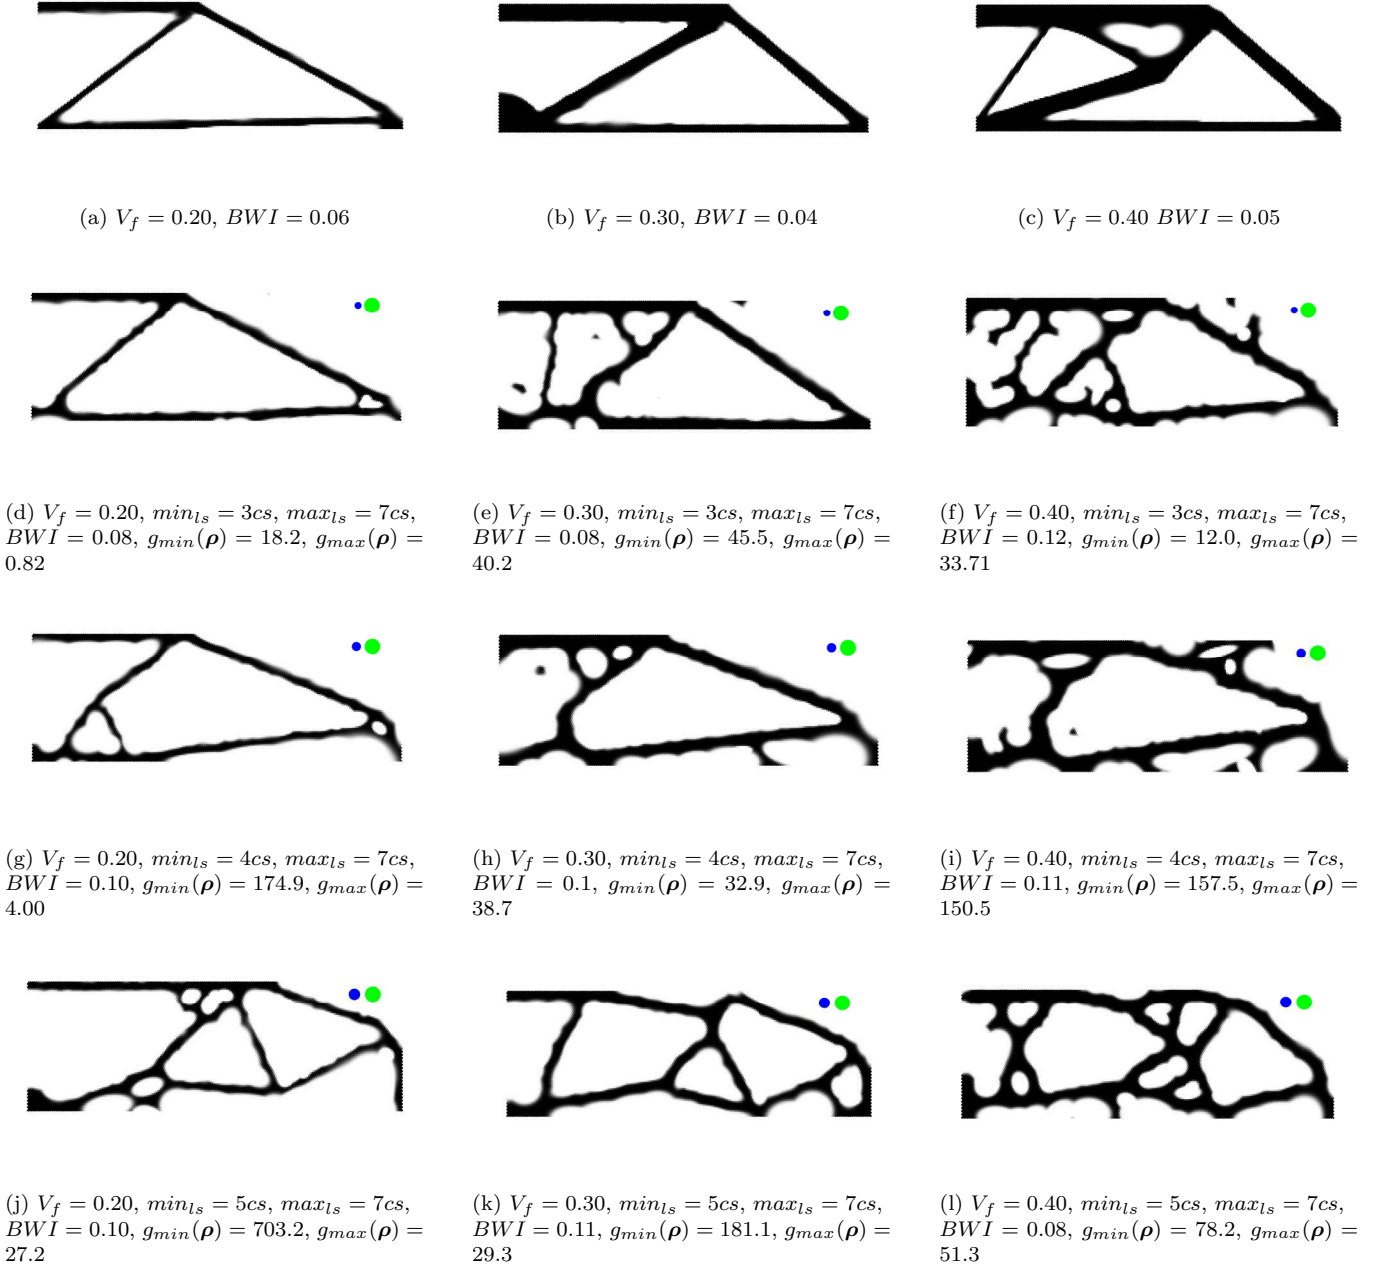 (a) V_f = 0.20, BWI = 0.06
(b) V_f = 0.30, BWI = 0.04
(c) V_f = 0.40 BWI = 0.05
(d) V_f = 0.20, min_ls = 3cs, max_ls = 7cs,
BWI = 0.08, g_min(ρ) = 18.2, g_max(ρ) =
0.82
(e) V_f = 0.30, min_ls = 3cs, max_ls = 7cs,
BWI = 0.08, g_min(ρ) = 45.5, g_max(ρ) =
40.2
(f) V_f = 0.40, min_ls = 3cs, max_ls = 7cs,
BWI = 0.12, g_min(ρ) = 12.0, g_max(ρ) =
33.71
(g) V_f = 0.20, min_ls = 4cs, max_ls = 7cs,
BWI = 0.10, g_min(ρ) = 174.9, g_max(ρ) =
4.00
(h) V_f = 0.30, min_ls = 4cs, max_ls = 7cs,
BWI = 0.1, g_min(ρ) = 32.9, g_max(ρ) =
38.7
(i) V_f = 0.40, min_ls = 4cs, max_ls = 7cs,
BWI = 0.11, g_min(ρ) = 157.5, g_max(ρ) =
150.5
(j) V_f = 0.20, min_ls = 5cs, max_ls = 7cs,
BWI = 0.10, g_min(ρ) = 703.2, g_max(ρ) =
27.2
(k) V_f = 0.30, min_ls = 5cs, max_ls = 7cs,
BWI = 0.11, g_min(ρ) = 181.1, g_max(ρ) =
29.3
(l) V_f = 0.40, min_ls = 5cs, max_ls = 7cs,
BWI = 0.08, g_min(ρ) = 78.2, g_max(ρ) =
51.3